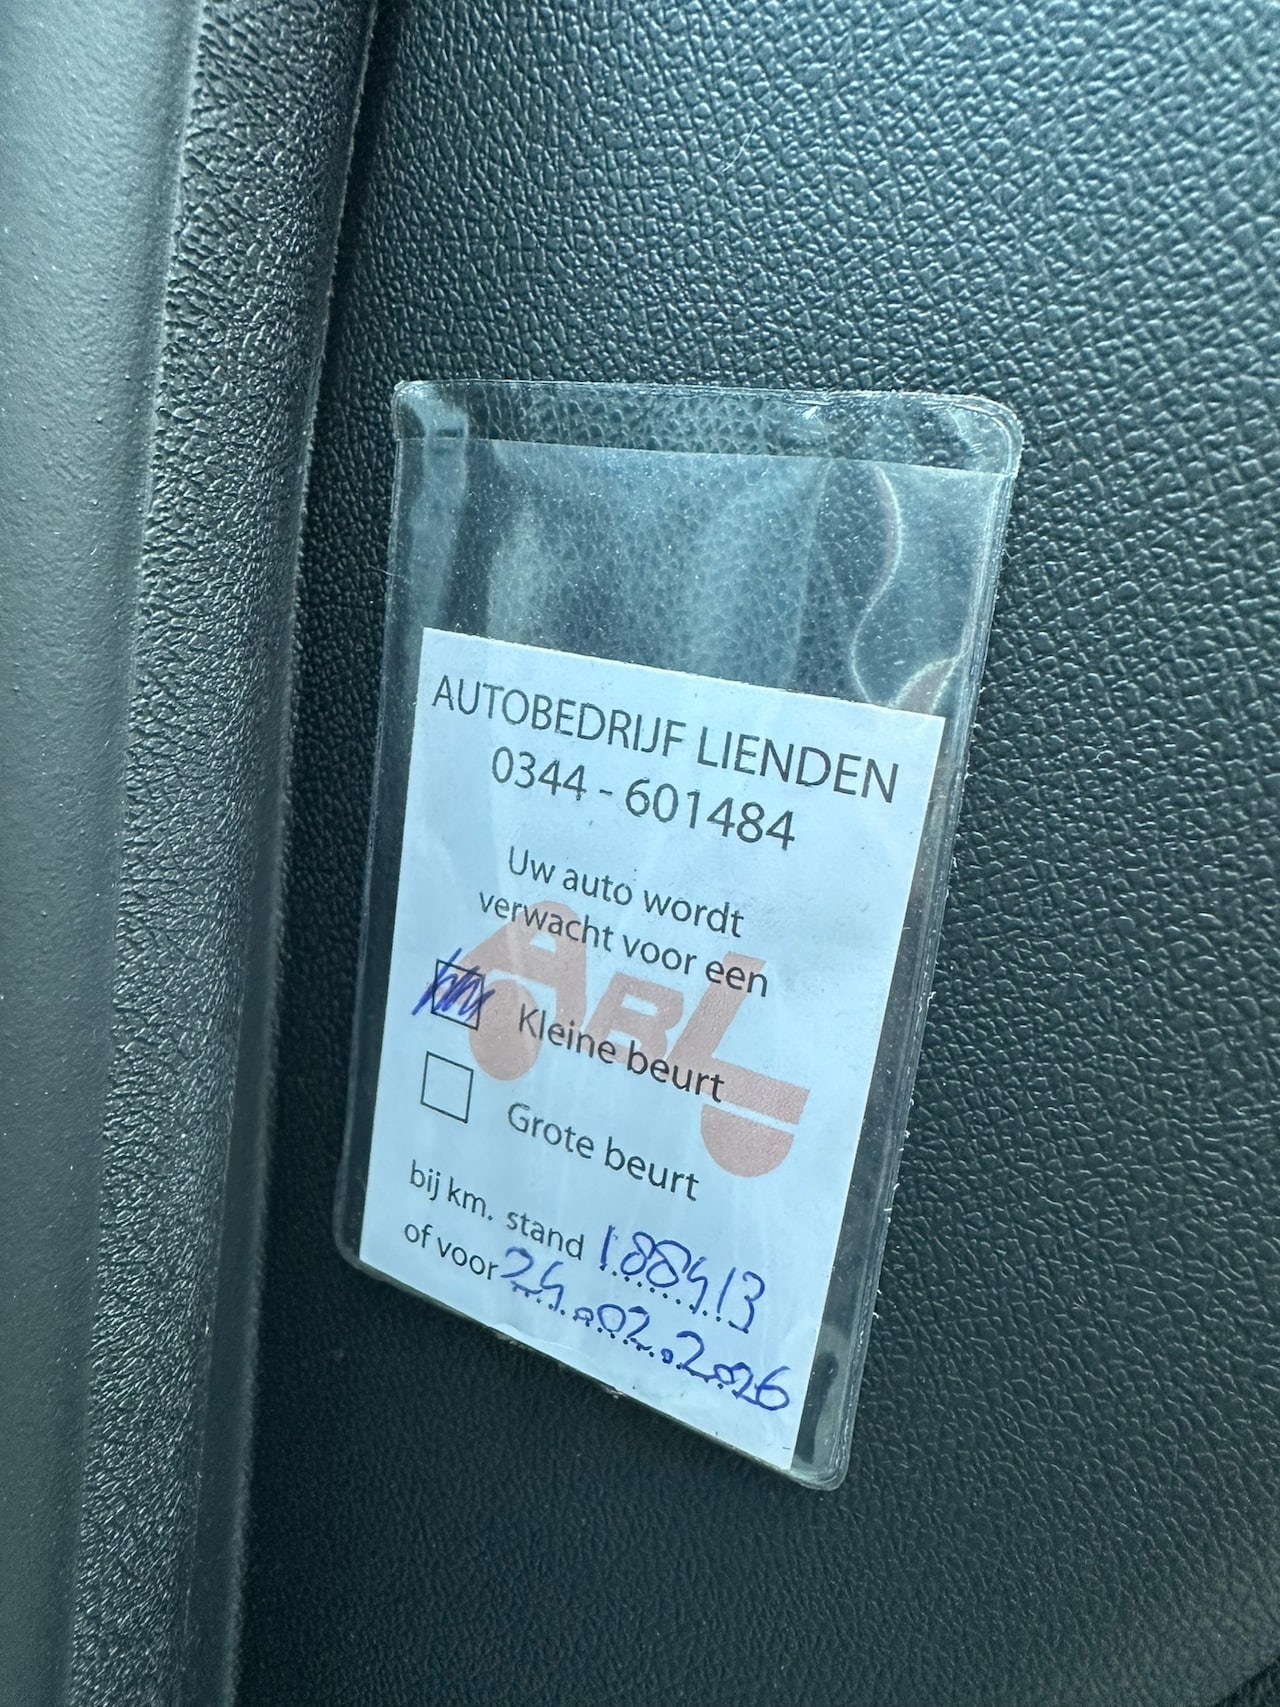 AUTOBEDRIJF LIENDEN
0344 - 601484
Uw auto wordt
verwacht voor een
ABL
Kleine beurt
Grote beurt
bij km. stand 188413
of voor 24.02.2026